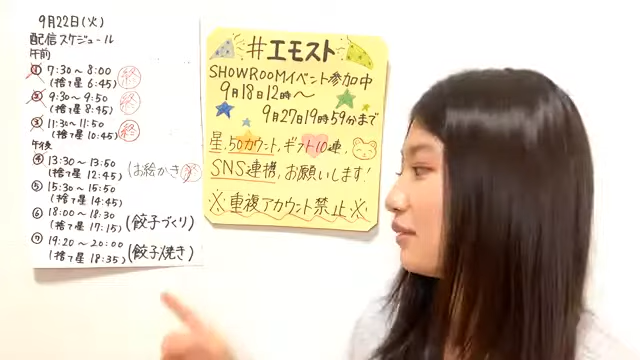 9月22日(火)
配信スケジュール
午前
① 7:30～8:00 終
(捨て星 6:45)
② 9:30～9:50 終
(捨て星 8:45)
③ 11:30～11:50 終
(捨て星 10:45)
午後
④ 13:30～13:50 (お絵かき)
(捨て星 12:45)
⑤ 15:30～15:50
(捨て星 14:45)
⑥ 18:00～18:30 (餃子づくり)
(捨て星 17:15)
⑦ 19:20～20:00 (餃子焼き)
(捨て星 18:35)
#エモスト
SHOWROOMイベント参加中
9月18日12時～
9月27日19時59分まで
星,50カウント,ギフト10連,
SNS連携,お願いします!
※重複アカウント禁止※